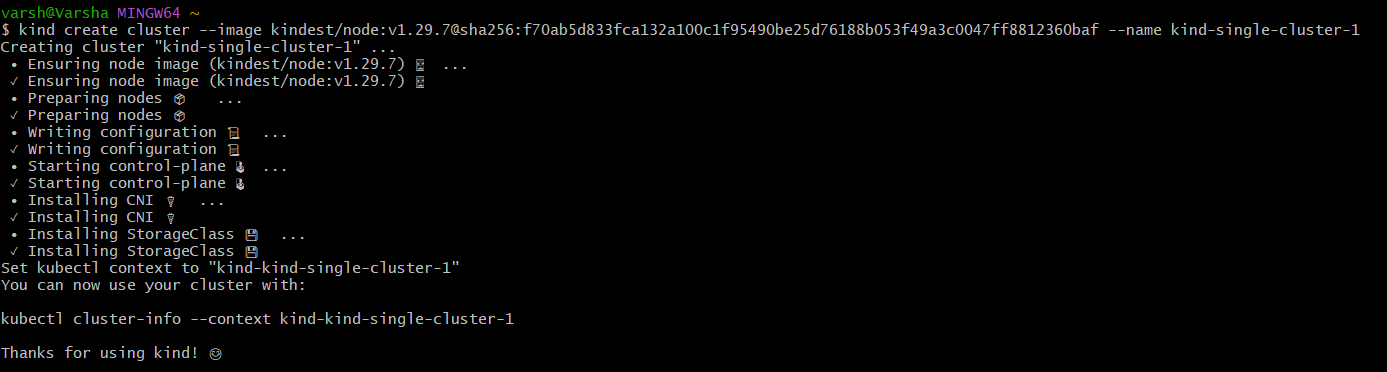 varsh@Varsha MINGW64 ~
$ kind create cluster --image kindest/node:v1.29.7@sha256:f70ab5d833fca132a100c1f95490be25d76188b053f49a3c0047ff8812360baf --name kind-single-cluster-1
Creating cluster "kind-single-cluster-1" ...
• Ensuring node image (kindest/node:v1.29.7) 🖼 ...
✓ Ensuring node image (kindest/node:v1.29.7) 🖼
• Preparing nodes 📦 ...
✓ Preparing nodes 📦
• Writing configuration 📜 ...
✓ Writing configuration 📜
• Starting control-plane 🕹 ...
✓ Starting control-plane 🕹
• Installing CNI 🔌 ...
✓ Installing CNI 🔌
• Installing StorageClass 💾 ...
✓ Installing StorageClass 💾
Set kubectl context to "kind-kind-single-cluster-1"
You can now use your cluster with:
kubectl cluster-info --context kind-kind-single-cluster-1
Thanks for using kind! 😊